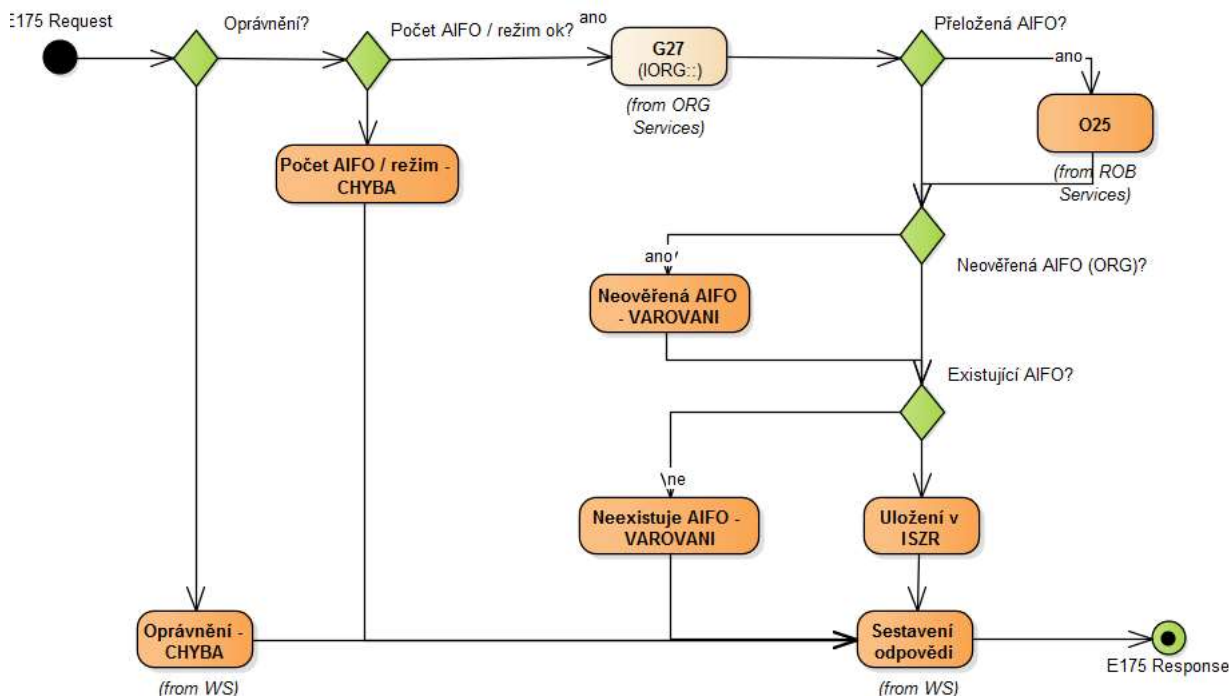 E175 Request
Oprávnění?
Počet AIFO / režim ok?
ano
G27
(IORG::)
(from ORG
Services)
Přeložená AIFO?
ano
O25
(from ROB
Services)
Počet AIFO / režim -
CHYBA
Neověřená AIFO (ORG)?
ano
Neověřená AIFO
- VAROVANI
Existující AIFO?
ne
Neexistuje AIFO -
VAROVANI
Uložení v
ISZR
Oprávnění -
CHYBA
(from WS)
Sestavení
odpovědi
(from WS)
E175 Response